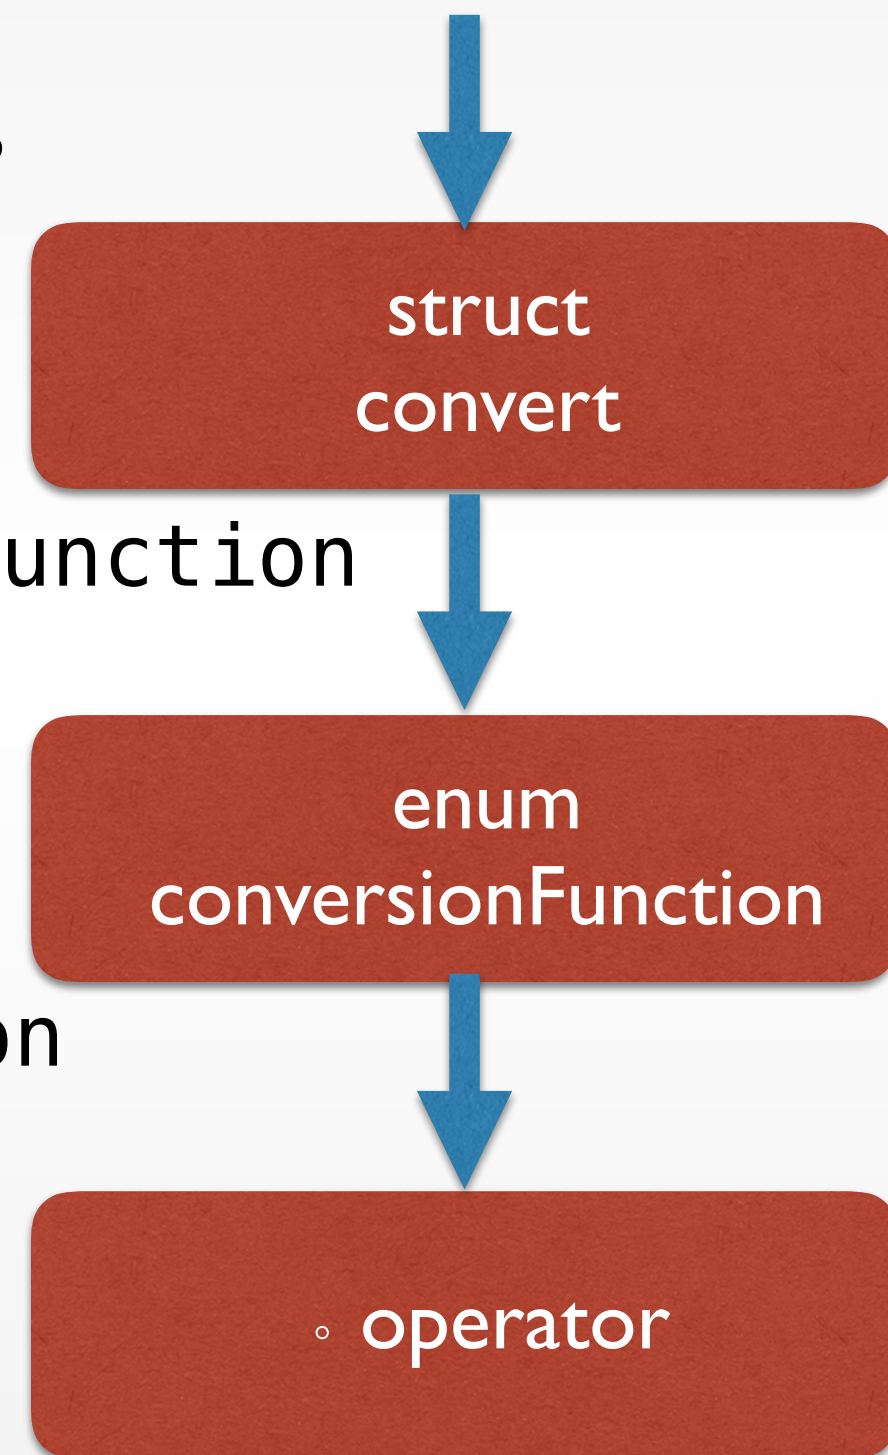 struct
convert
unction
enum
conversionFunction
on
∘ operator